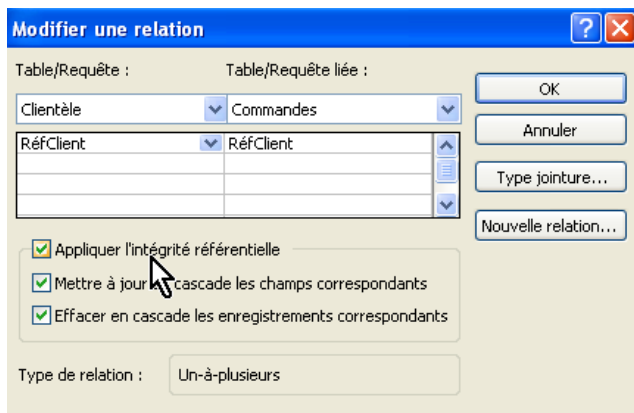 Modifier une relation
Table/Requête : Table/Requête liée :
OK
Clientèle Commandes
Annuler
RéfClient RéfClient
Type jointure...
Nouvelle relation...
Appliquer l'intégrité référentielle
Mettre à jour cascade les champs correspondants
Effacer en cascade les enregistrements correspondants
Type de relation : Un-à-plusieurs